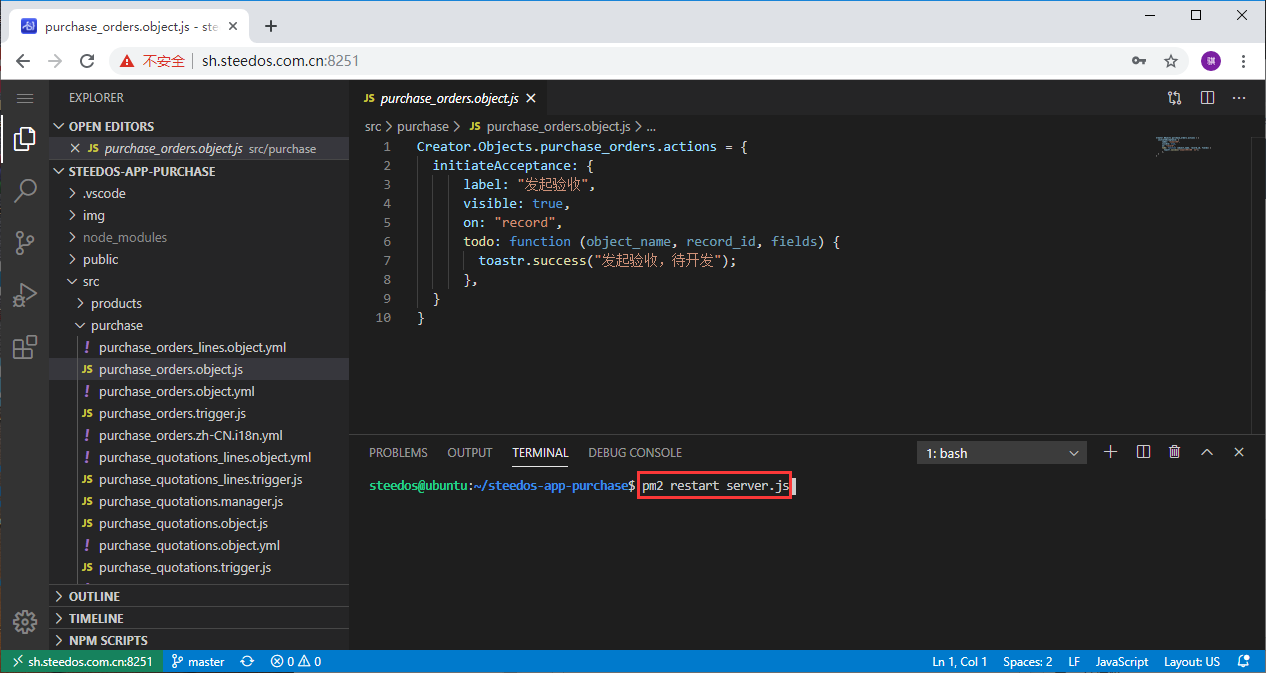 purchase_orders.object.js - ste
不安全 sh.steedos.com.cn:8251
EXPLORER
OPEN EDITORS
JS purchase_orders.object.js src/purchase
STEEDOS-APP-PURCHASE
.vscode
img
node_modules
public
src
products
purchase
! purchase_orders_lines.object.yml
JS purchase_orders.object.js
! purchase_orders.object.yml
JS purchase_orders.trigger.js
! purchase_orders.zh-CN.i18n.yml
! purchase_quotations_lines.object.yml
JS purchase_quotations_lines.trigger.js
JS purchase_quotations.manager.js
JS purchase_quotations.object.js
! purchase_quotations.object.yml
JS purchase_quotations.trigger.js
OUTLINE
TIMELINE
NPM SCRIPTS
JS purchase_orders.object.js
src > purchase > JS purchase_orders.object.js > ...
1 Creator.Objects.purchase_orders.actions = {
2 initiateAcceptance: {
3 label: "发起验收",
4 visible: true,
5 on: "record",
6 todo: function (object_name, record_id, fields) {
7 toastr.success("发起验收，待开发");
8 },
9 }
10 }
PROBLEMS OUTPUT TERMINAL DEBUG CONSOLE 1: bash
steedos@ubuntu:~/steedos-app-purchase$ pm2 restart server.js
sh.steedos.com.cn:8251 master 0 0 Ln 1, Col 1 Spaces: 2 LF JavaScript Layout: US